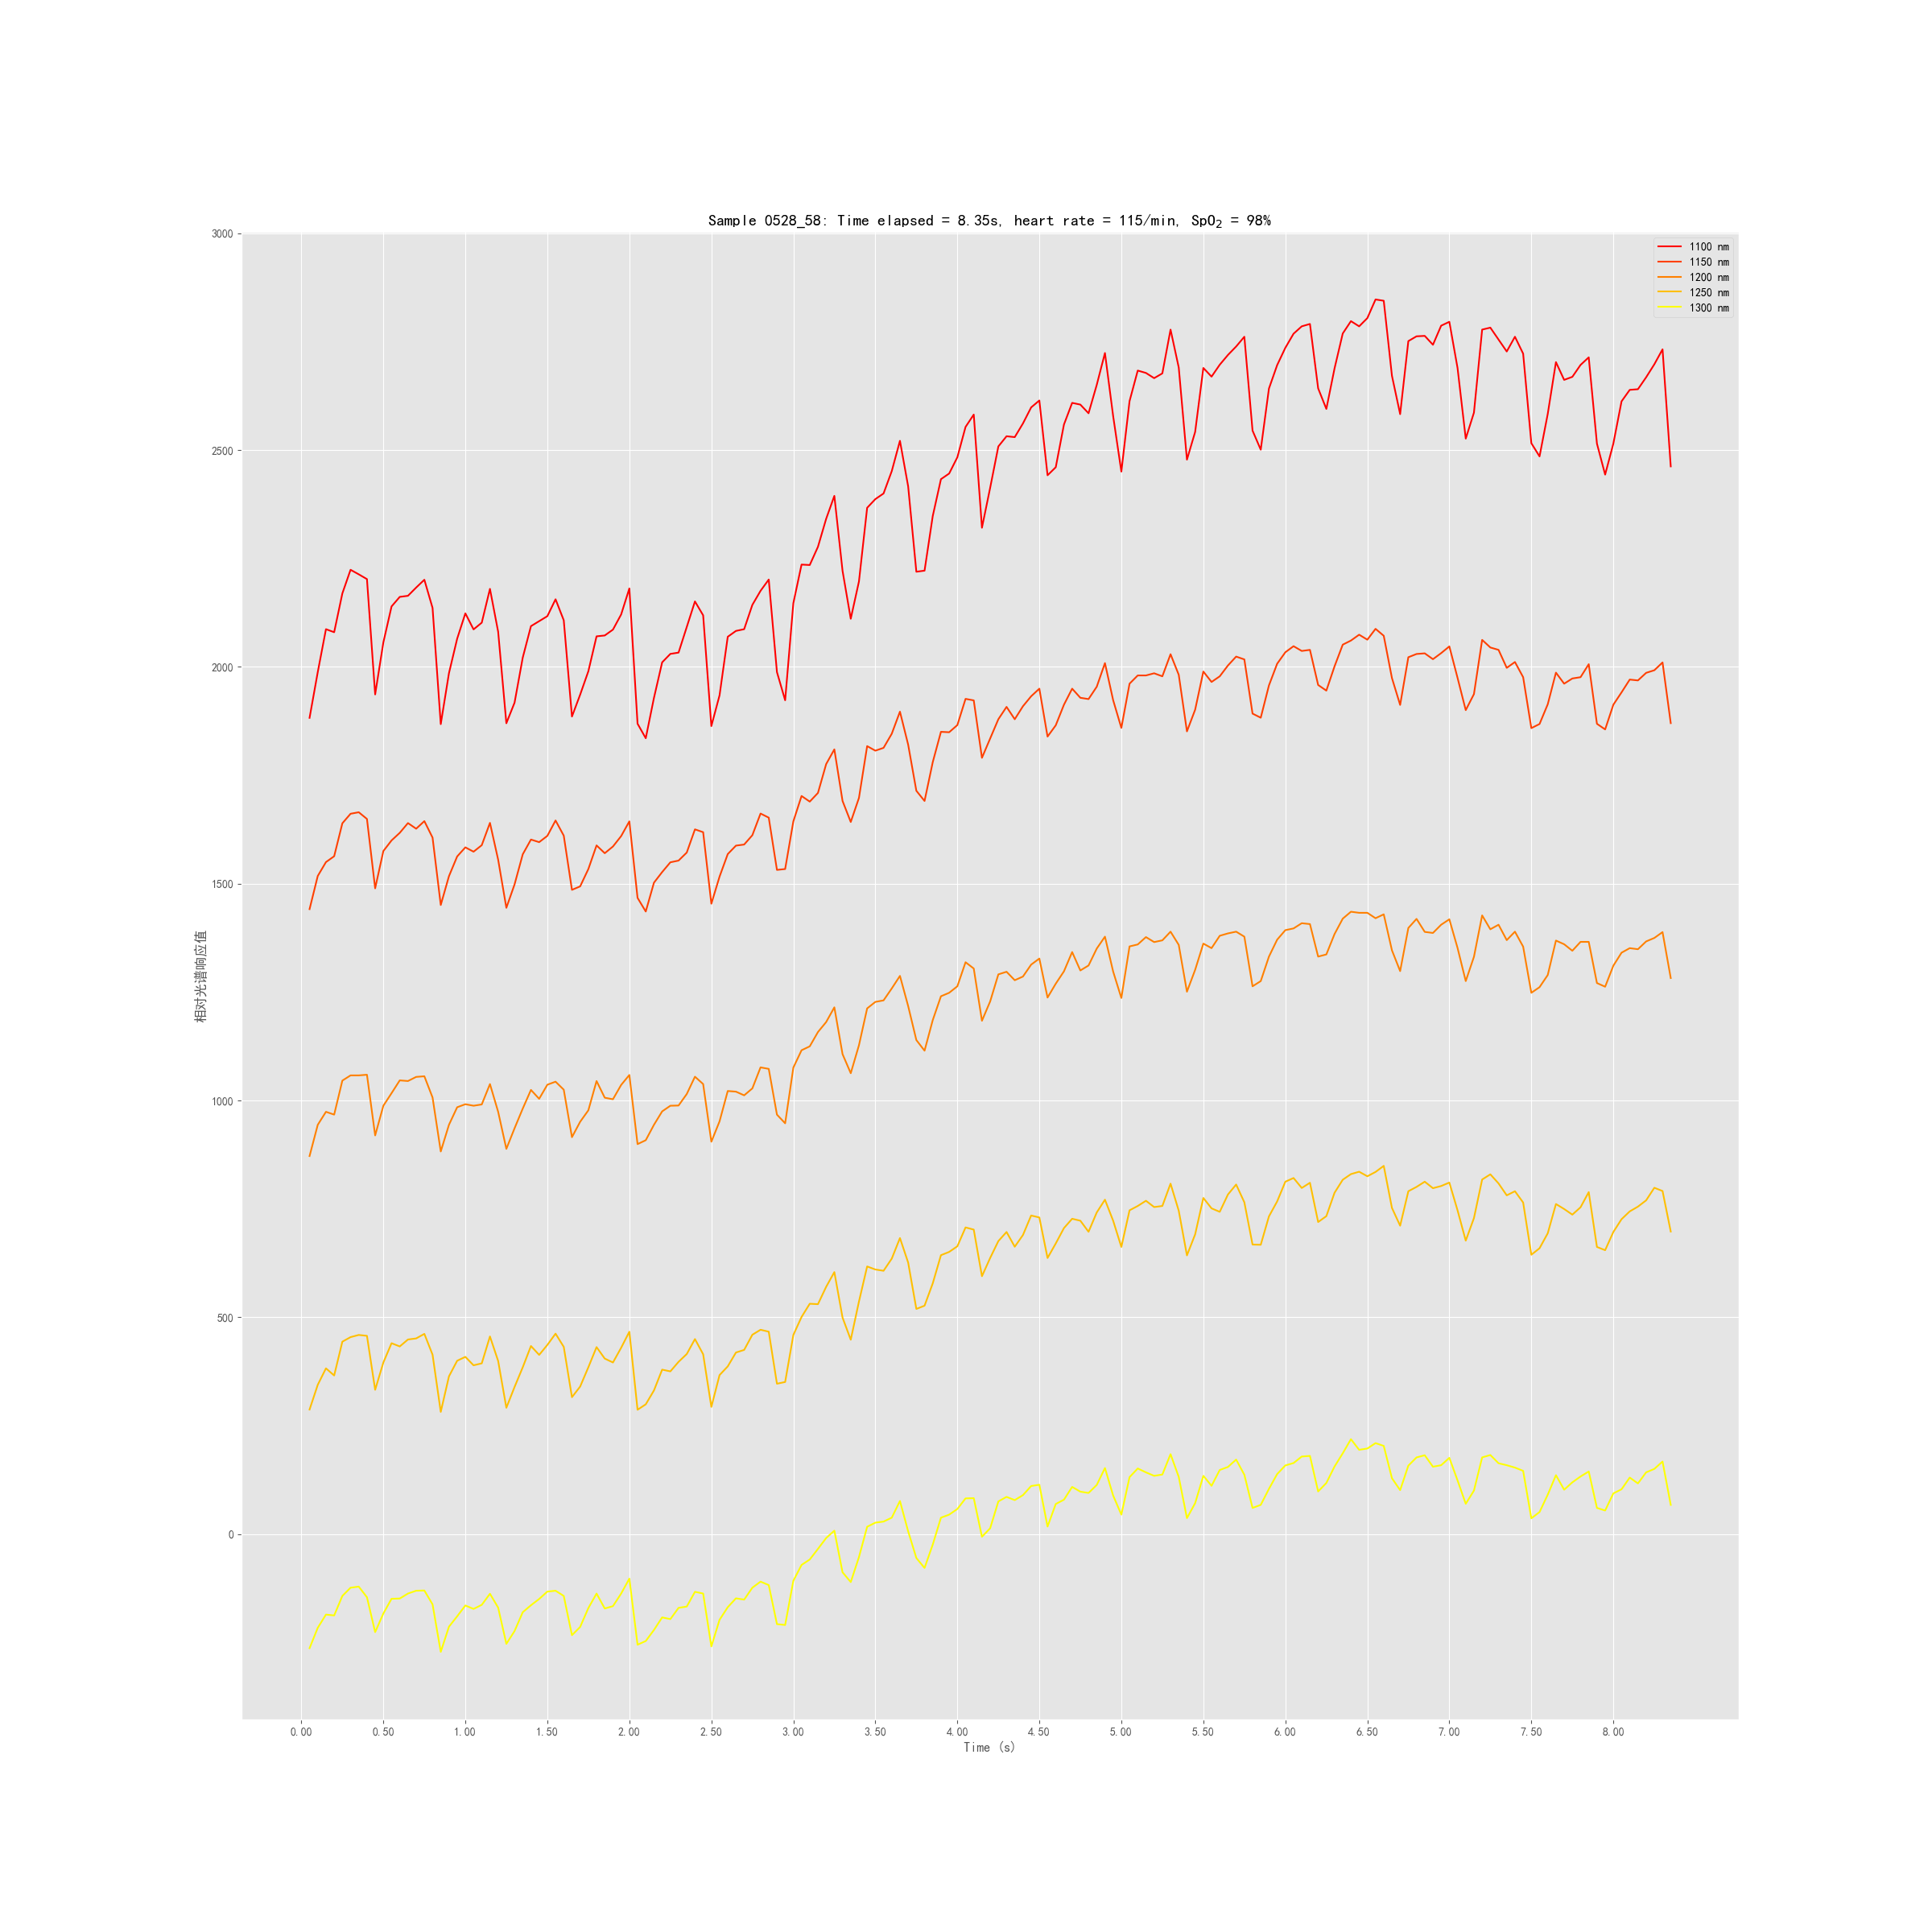 Sample 0528_58: Time elapsed = 8.35s, heart rate = 115/min, SpO₂ = 98%
3000
2500
2000
1500
1000
500
0
相对光谱响应值
1100 nm
1150 nm
1200 nm
1250 nm
1300 nm
0.00 0.50 1.00 1.50 2.00 2.50 3.00 3.50 4.00 4.50 5.00 5.50 6.00 6.50 7.00 7.50 8.00
Time (s)